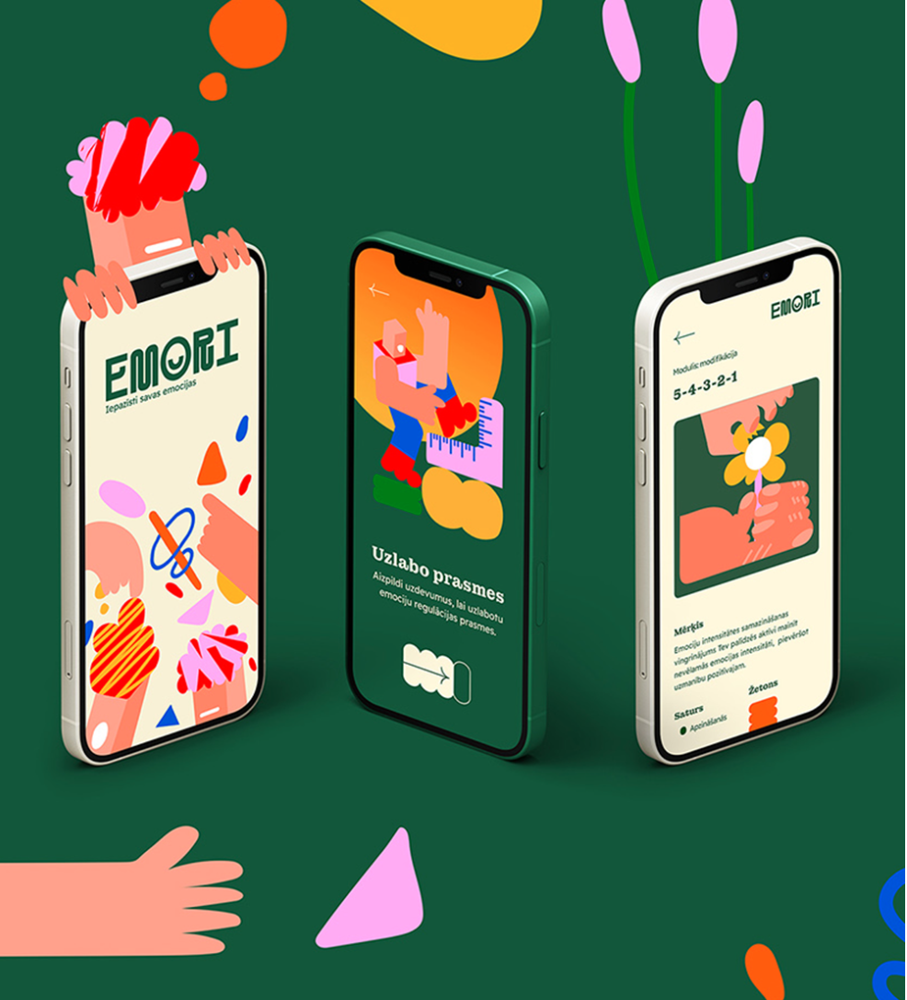 EMORI
Iepazīsti savas emocijas
Uzlabo prasmes
Aizpildi uzdevumus, lai uzlabotu
emociju regulācijas prasmes.
EMORI
Modulis: modifikācija
5-4-3-2-1
Mērķis
Emociju intensitātes samazināšanas
vingrinājums Tev palīdzēs aktīvi mainīt
nevēlamās emocijas intensitāti, pievēršot
uzmanību pozitīvajam.
Saturs
Žetons
Apzināšanās